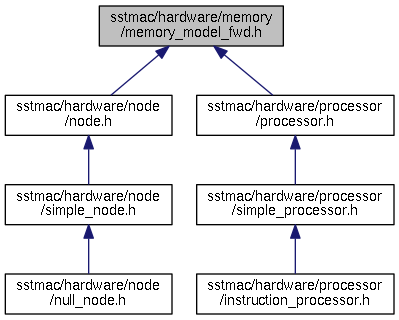 sstmac/hardware/memory
/memory_model_fwd.h
sstmac/hardware/node
/node.h
sstmac/hardware/processor
/processor.h
sstmac/hardware/node
/simple_node.h
sstmac/hardware/processor
/simple_processor.h
sstmac/hardware/node
/null_node.h
sstmac/hardware/processor
/instruction_processor.h